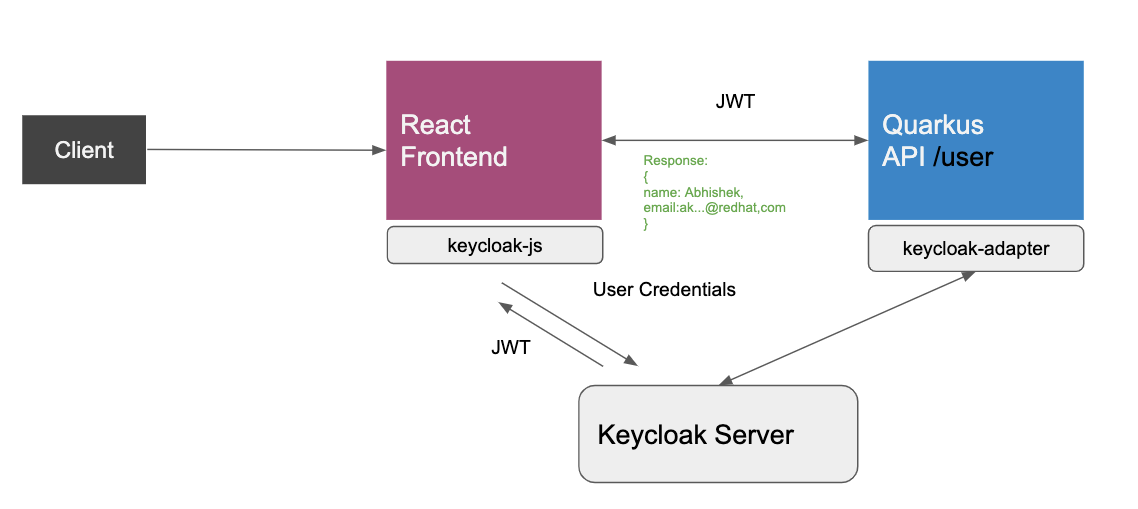 Client
React
Frontend
keycloak-js
JWT
Response:
{
name: Abhishek,
email:ak...@redhat,com
}
Quarkus
API /user
keycloak-adapter
User Credentials
JWT
Keycloak Server